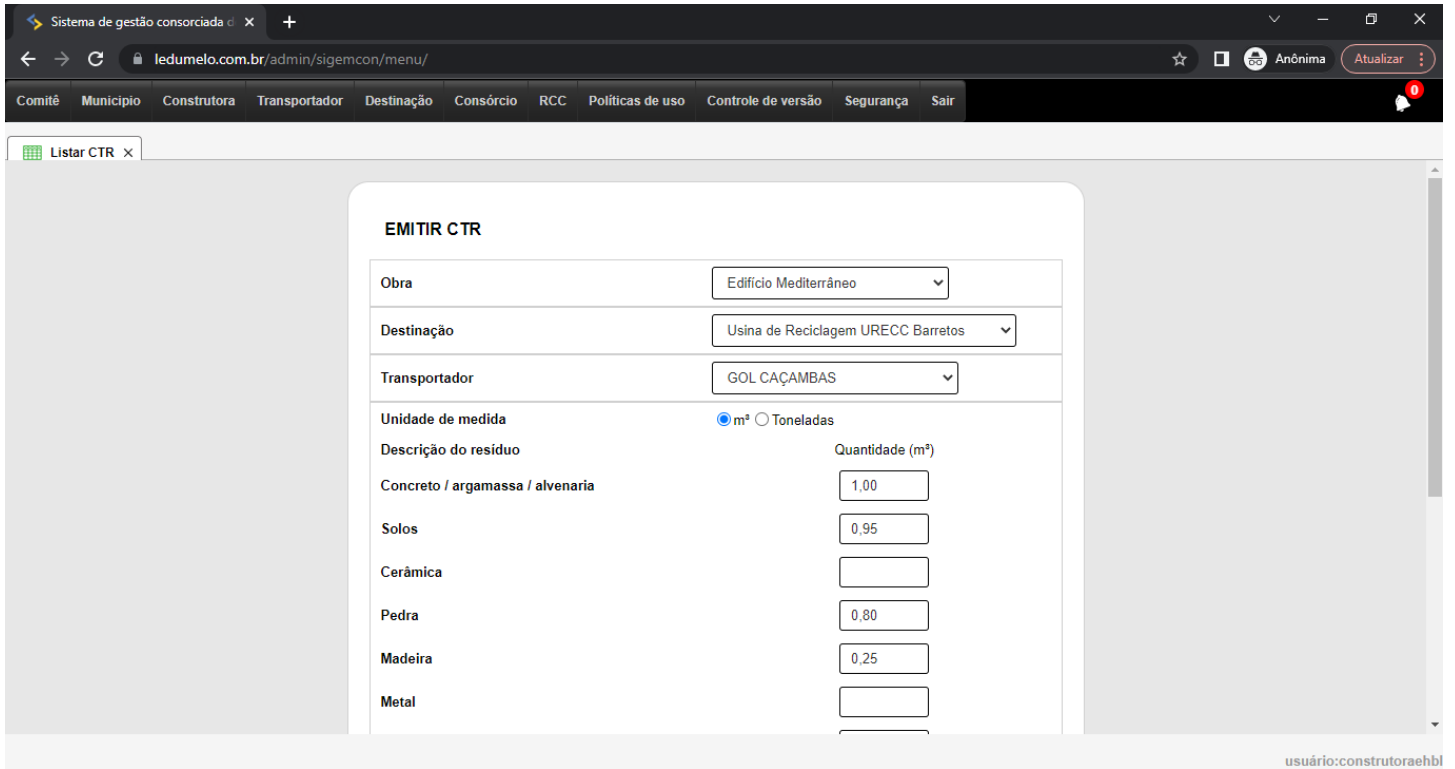 Sistema de gestão consorciada d
ledumelo.com.br/admin/sigemcon/menu/
Anônima
Atualizar
Comitê Municipio Construtora Transportador Destinação Consórcio RCC Políticas de uso Controle de versão Segurança Sair
0
Listar CTR
EMITIR CTR
Obra Edifício Mediterrâneo
Destinação Usina de Reciclagem URECC Barretos
Transportador GOL CAÇAMBAS
Unidade de medida m³ Toneladas
Descrição do resíduo Quantidade (m³)
Concreto / argamassa / alvenaria 1,00
Solos 0,95
Cerâmica
Pedra 0,80
Madeira 0,25
Metal
usuário:construtoraehbl